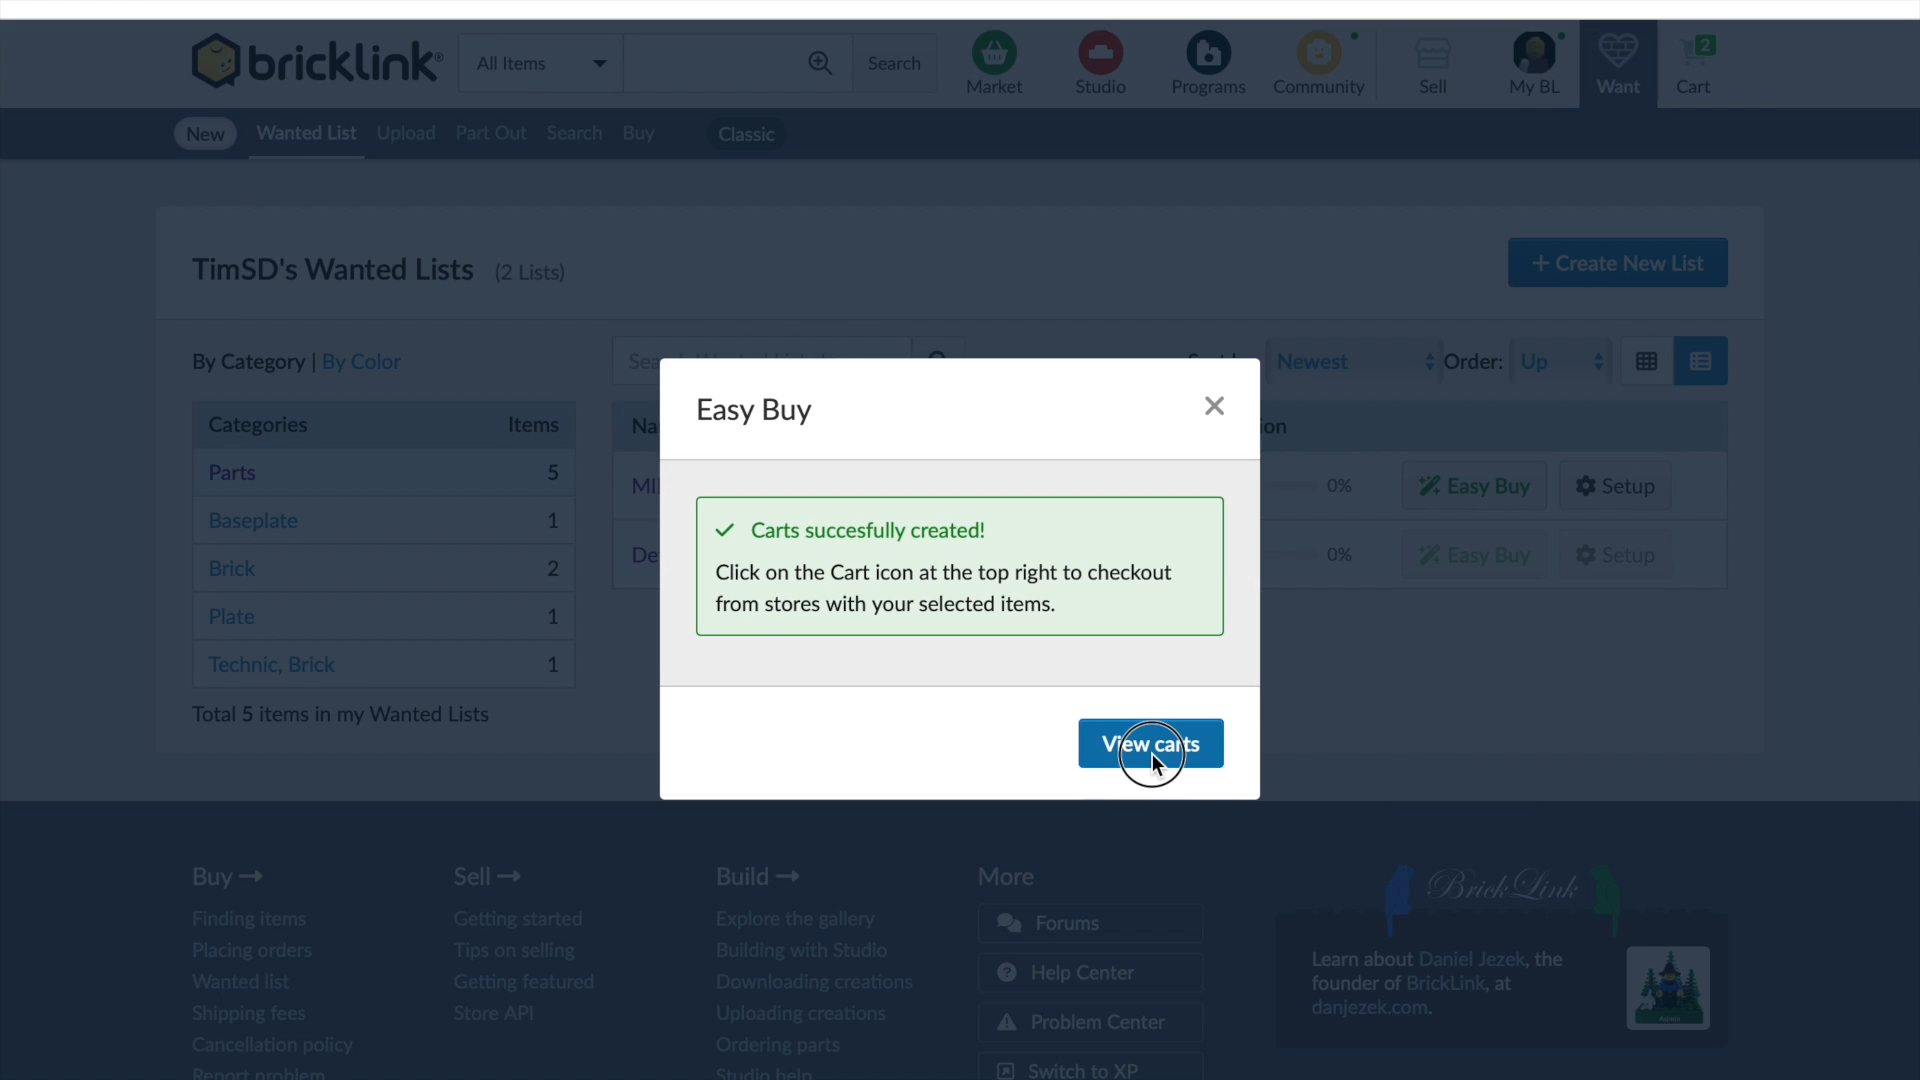 bricklink®
All Items
Search
Market
Studio
Programs
Community
Sell
My BL
Want
2
Cart
New
Wanted List
Upload
Part Out
Search
Buy
Classic
TimSD's Wanted Lists (2 Lists)
+ Create New List
By Category | By Color
Newest
Order:
Up
Categories Items
Parts 5
Baseplate 1
Brick 2
Plate 1
Technic, Brick 1
Total 5 items in my Wanted Lists
0%
Easy Buy
Setup
0%
Easy Buy
Setup
Easy Buy
Carts succesfully created!
Click on the Cart icon at the top right to checkout
from stores with your selected items.
View carts
Buy
Finding items
Placing orders
Wanted list
Shipping fees
Cancellation policy
Report problem
Sell
Getting started
Tips on selling
Getting featured
Store API
Build
Explore the gallery
Building with Studio
Downloading creations
Uploading creations
Ordering parts
Studio help
More
Forums
Help Center
Problem Center
Switch to XP
BrickLink
Learn about Daniel Jezek, the
founder of BrickLink, at
danjezek.com.